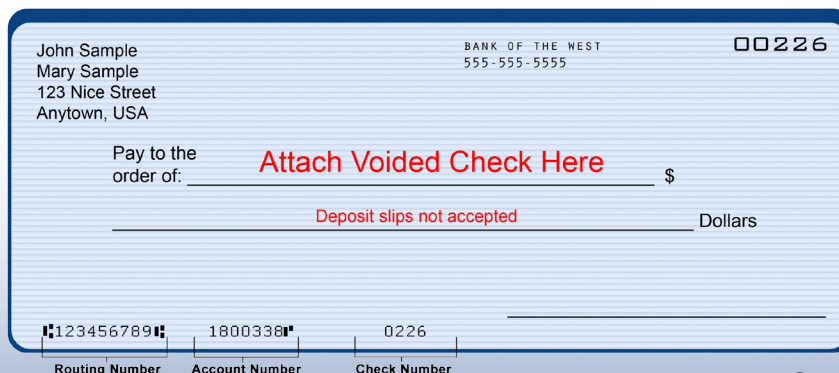 John Sample
Mary Sample
123 Nice Street
Anytown, USA
BANK OF THE WEST
555-555-5555
00226
Pay to the
order of: Attach Voided Check Here $
Deposit slips not accepted Dollars
⑆123456789⑆ 1800338⑈ 0226
Routing Number Account Number Check Number